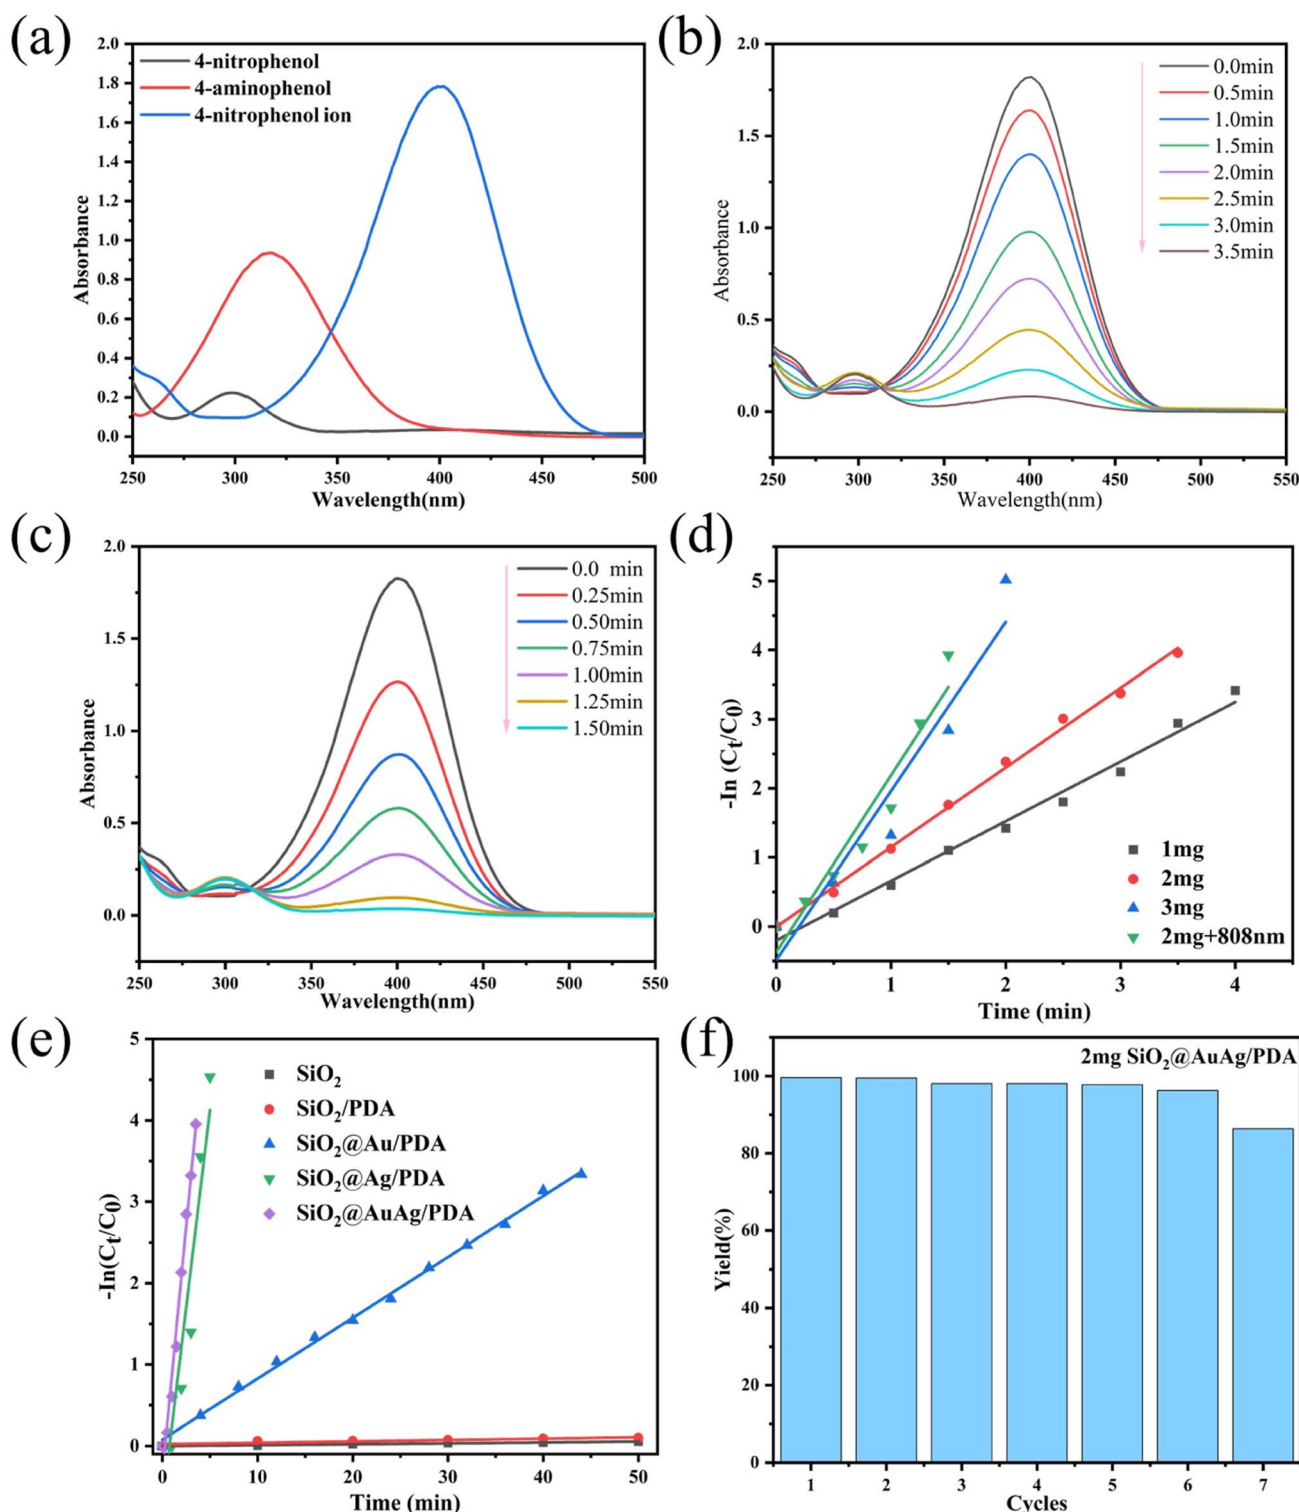 (a)
2.0
1.8
1.6
1.4
1.2
1.0
0.8
0.6
0.4
0.2
0.0
Absorbance
4-nitrophenol
4-aminophenol
4-nitrophenol ion
250 300 350 400 450 500
Wavelength(nm)
(b)
2.0
1.5
1.0
0.5
0.0
Absorbance
0.0min
0.5min
1.0min
1.5min
2.0min
2.5min
3.0min
3.5min
250 300 350 400 450 500 550
Wavelength(nm)
(c)
2.0
1.5
1.0
0.5
0.0
Absorbance
0.0 min
0.25min
0.50min
0.75min
1.00min
1.25min
1.50min
250 300 350 400 450 500 550
Wavelength(nm)
(d)
5
4
3
2
1
0
-In (Ct/C0)
1mg
2mg
3mg
2mg+808nm
0 1 2 3 4
Time (min)
(e)
5
4
3
2
1
0
-In(Ct/C0)
SiO2
SiO2/PDA
SiO2@Au/PDA
SiO2@Ag/PDA
SiO2@AuAg/PDA
0 10 20 30 40 50
Time (min)
(f)
2mg SiO2@AuAg/PDA
100
80
60
40
20
0
Yield(%)
1 2 3 4 5 6 7
Cycles